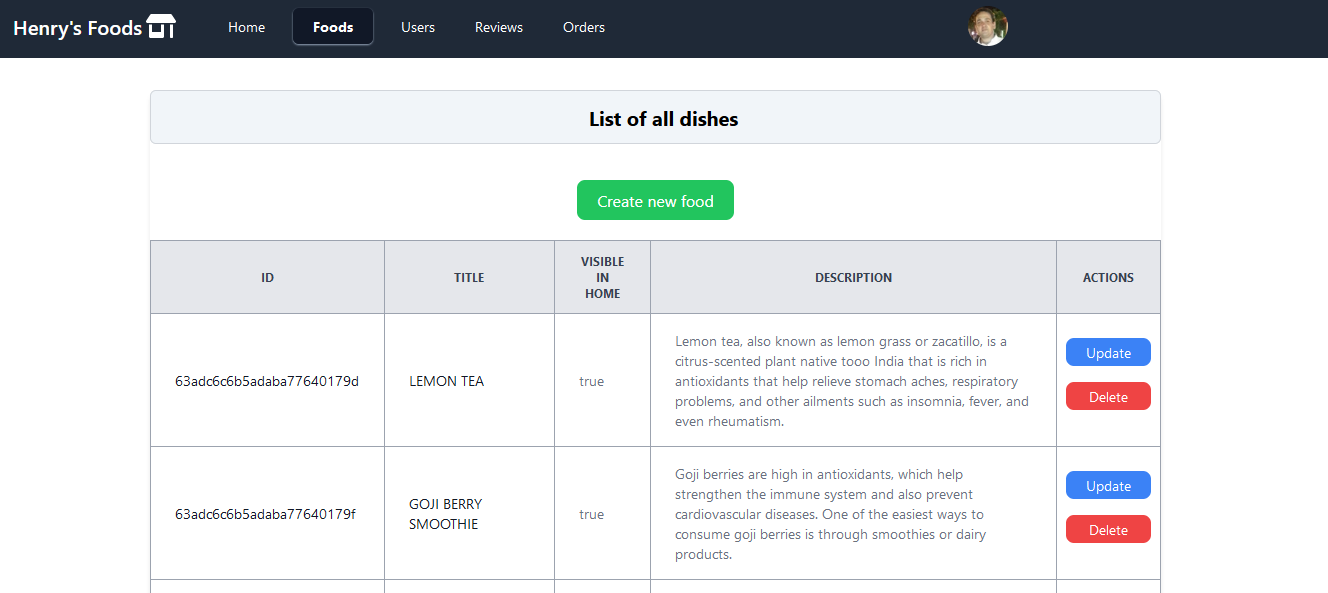 Henry's Foods
Home
Foods
Users
Reviews
Orders
List of all dishes
Create new food
ID
TITLE
VISIBLE
IN
HOME
DESCRIPTION
ACTIONS
63adc6c6b5adaba77640179d
LEMON TEA
true
Lemon tea, also known as lemon grass or zacatillo, is a
citrus-scented plant native tooo India that is rich in
antioxidants that help relieve stomach aches, respiratory
problems, and other ailments such as insomnia, fever, and
even rheumatism.
Update
Delete
63adc6c6b5adaba77640179f
GOJI BERRY
SMOOTHIE
true
Goji berries are high in antioxidants, which help
strengthen the immune system and also prevent
cardiovascular diseases. One of the easiest ways to
consume goji berries is through smoothies or dairy
products.
Update
Delete